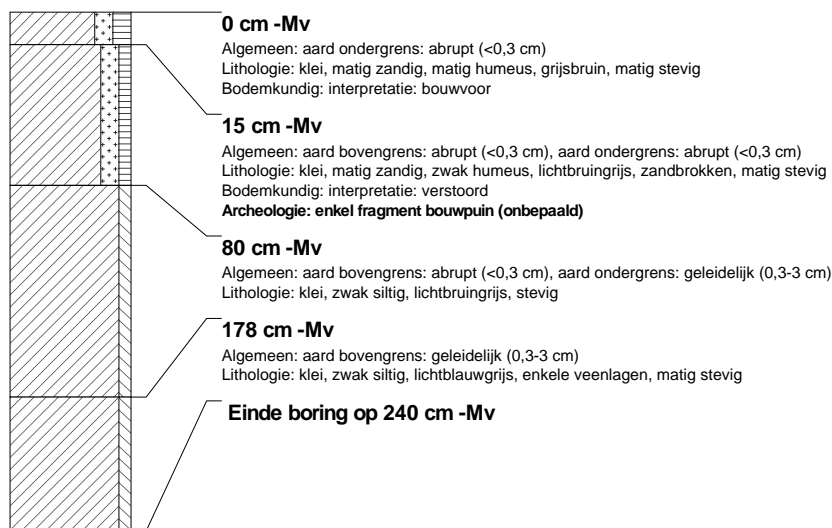 0 cm -Mv
Algemeen: aard ondergrens: abrupt (<0,3 cm)
Lithologie: klei, matig zandig, matig humeus, grijsbruin, matig stevig
Bodemkundig: interpretatie: bouwvoor
15 cm -Mv
Algemeen: aard bovengrens: abrupt (<0,3 cm), aard ondergrens: abrupt (<0,3 cm)
Lithologie: klei, matig zandig, zwak humeus, lichtbruingrijs, zandbrokken, matig stevig
Bodemkundig: interpretatie: verstoord
Archeologie: enkel fragment bouwpuin (onbepaald)
80 cm -Mv
Algemeen: aard bovengrens: abrupt (<0,3 cm), aard ondergrens: geleidelijk (0,3-3 cm)
Lithologie: klei, zwak siltig, lichtbruingrijs, stevig
178 cm -Mv
Algemeen: aard bovengrens: geleidelijk (0,3-3 cm)
Lithologie: klei, zwak siltig, lichtblauwgrijs, enkele veenlagen, matig stevig
Einde boring op 240 cm -Mv